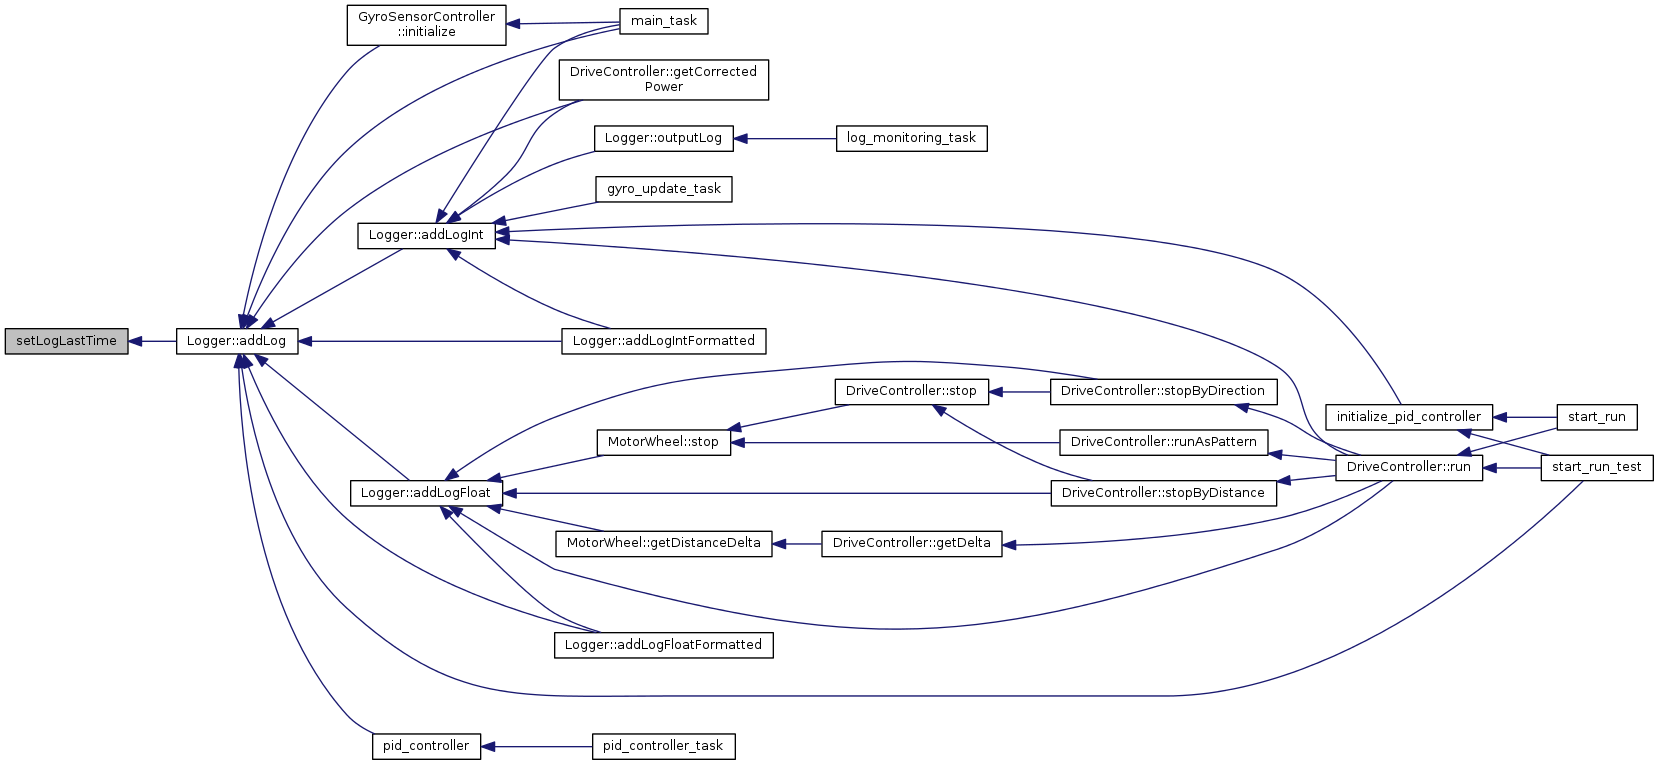 GyroSensorController
::initialize
main_task
DriveController::getCorrected
Power
Logger::outputLog
log_monitoring_task
gyro_update_task
Logger::addLogInt
setLogLastTime
Logger::addLog
Logger::addLogIntFormatted
DriveController::stop
DriveController::stopByDirection
initialize_pid_controller
start_run
MotorWheel::stop
DriveController::runAsPattern
DriveController::run
start_run_test
Logger::addLogFloat
DriveController::stopByDistance
MotorWheel::getDistanceDelta
DriveController::getDelta
Logger::addLogFloatFormatted
pid_controller
pid_controller_task